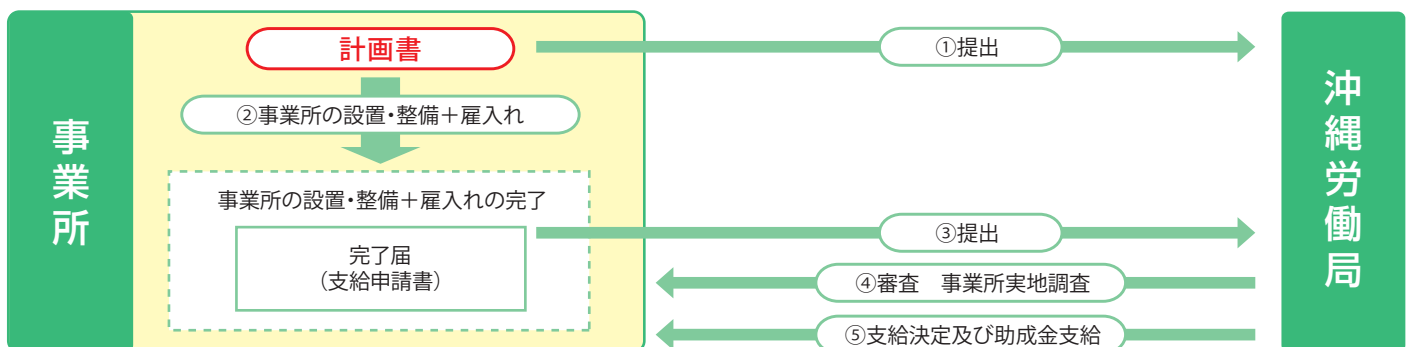 事業所
計画書
①提出
②事業所の設置・整備＋雇入れ
事業所の設置・整備＋雇入れの完了
完了届
（支給申請書）
③提出
④審査　事業所実地調査
⑤支給決定及び助成金支給
沖縄労働局